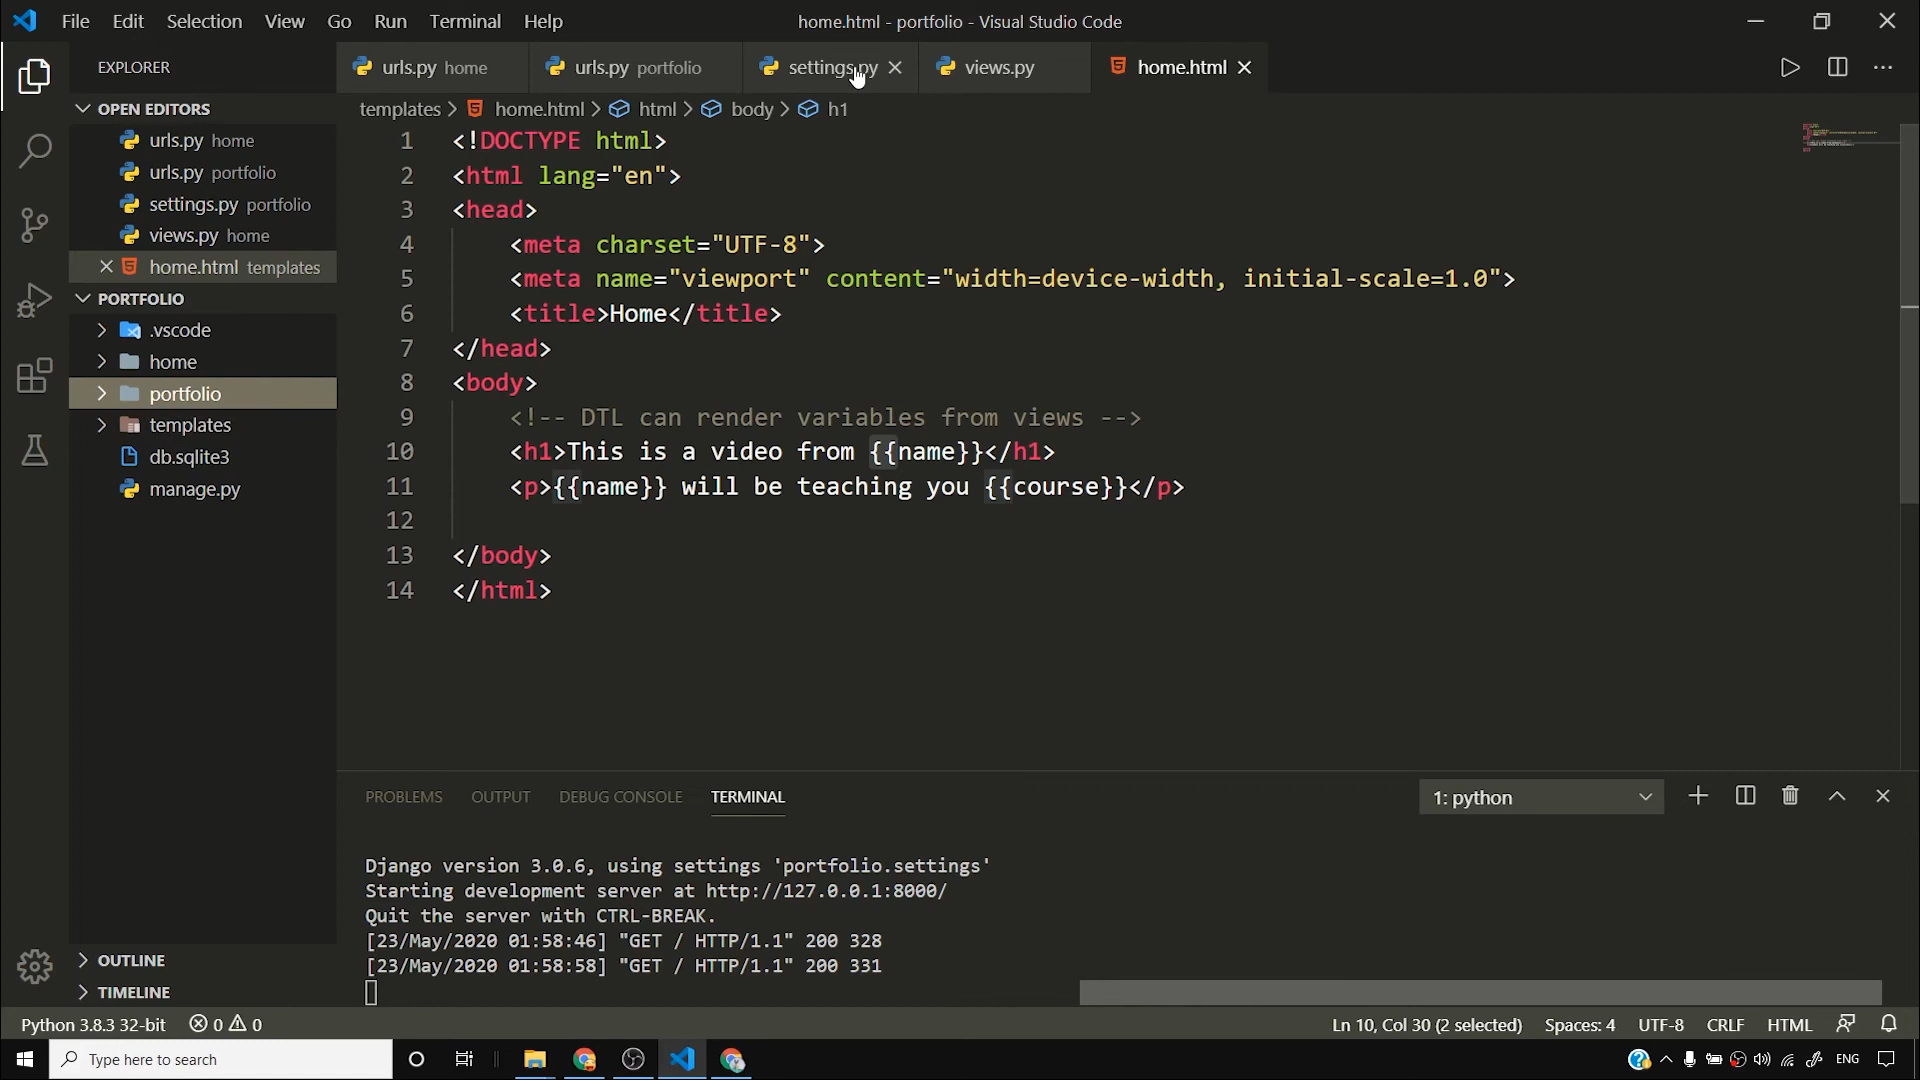 File Edit Selection View Go Run Terminal Help
home.html - portfolio - Visual Studio Code
EXPLORER
urls.py home
urls.py portfolio
settings.py
views.py
home.html
OPEN EDITORS
urls.py home
urls.py portfolio
settings.py portfolio
views.py home
home.html templates
PORTFOLIO
.vscode
home
portfolio
templates
db.sqlite3
manage.py
OUTLINE
TIMELINE
templates > home.html > html > body > h1
1 <!DOCTYPE html>
2 <html lang="en">
3 <head>
4 <meta charset="UTF-8">
5 <meta name="viewport" content="width=device-width, initial-scale=1.0">
6 <title>Home</title>
7 </head>
8 <body>
9 <!-- DTL can render variables from views -->
10 <h1>This is a video from {{name}}</h1>
11 <p>{{name}} will be teaching you {{course}}</p>
12
13 </body>
14 </html>
PROBLEMS OUTPUT DEBUG CONSOLE TERMINAL
1: python
Django version 3.0.6, using settings 'portfolio.settings'
Starting development server at http://127.0.0.1:8000/
Quit the server with CTRL-BREAK.
[23/May/2020 01:58:46] "GET / HTTP/1.1" 200 328
[23/May/2020 01:58:58] "GET / HTTP/1.1" 200 331
Python 3.8.3 32-bit 0 0
Ln 10, Col 30 (2 selected) Spaces: 4 UTF-8 CRLF HTML
Type here to search
ENG